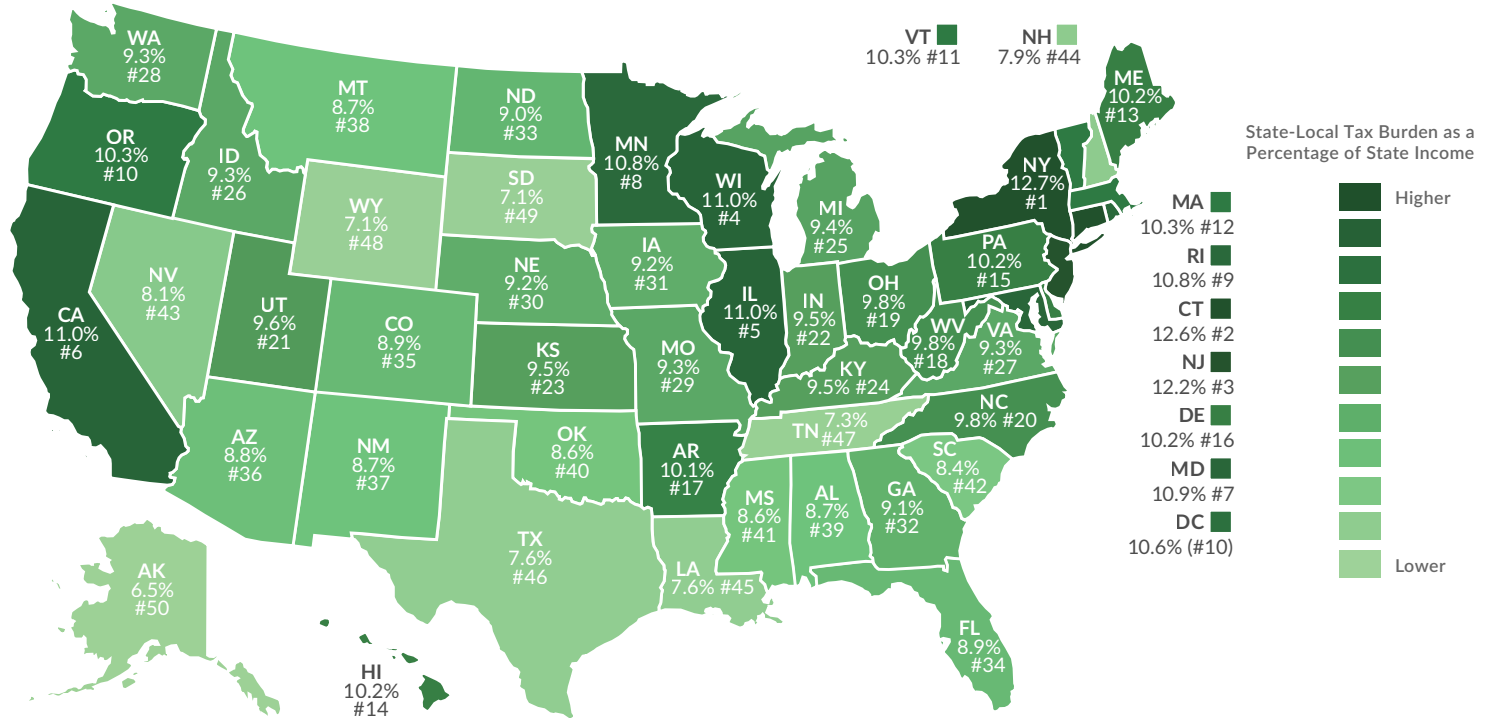 VT
10.3% #11
NH
7.9% #44
WA
9.3%
#28
MT
8.7%
#38
ND
9.0%
#33
MN
10.8%
#8
ME
10.2%
#13
OR
10.3%
#10
ID
9.3%
#26
WY
7.1%
#48
SD
7.1%
#49
WI
11.0%
#4
MI
9.4%
#25
NY
12.7%
#1
State-Local Tax Burden as a
Percentage of State Income
Higher
MA
10.3% #12
RI
10.8% #9
CT
12.6% #2
NJ
12.2% #3
DE
10.2% #16
MD
10.9% #7
DC
10.6% (#10)
Lower
CA
11.0%
#6
NV
8.1%
#43
UT
9.6%
#21
CO
8.9%
#35
NE
9.2%
#30
IA
9.2%
#31
IL
11.0%
#5
IN
9.5%
#22
OH
9.8%
#19
PA
10.2%
#15
WV
9.8%
#18
VA
9.3%
#27
KS
9.5%
#23
MO
9.3%
#29
KY
9.5% #24
NC
9.8% #20
TN
7.3%
#47
SC
8.4%
#42
AZ
8.8%
#36
NM
8.7%
#37
OK
8.6%
#40
AR
10.1%
#17
MS
8.6%
#41
AL
8.7%
#39
GA
9.1%
#32
TX
7.6%
#46
LA
7.6% #45
FL
8.9%
#34
AK
6.5%
#50
HI
10.2%
#14